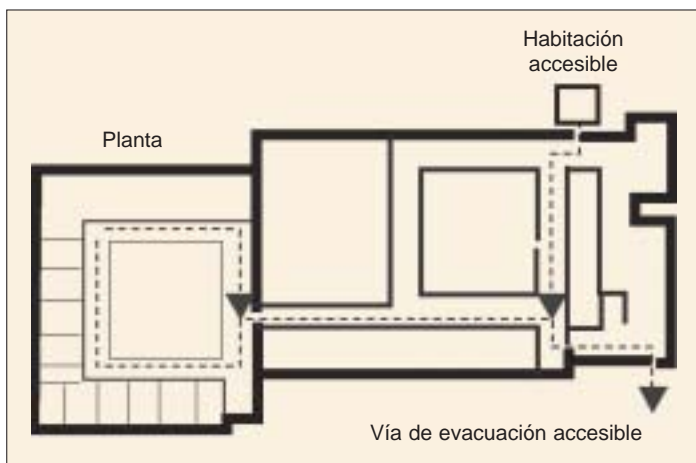 Habitación
accesible
Planta
Vía de evacuación accesible